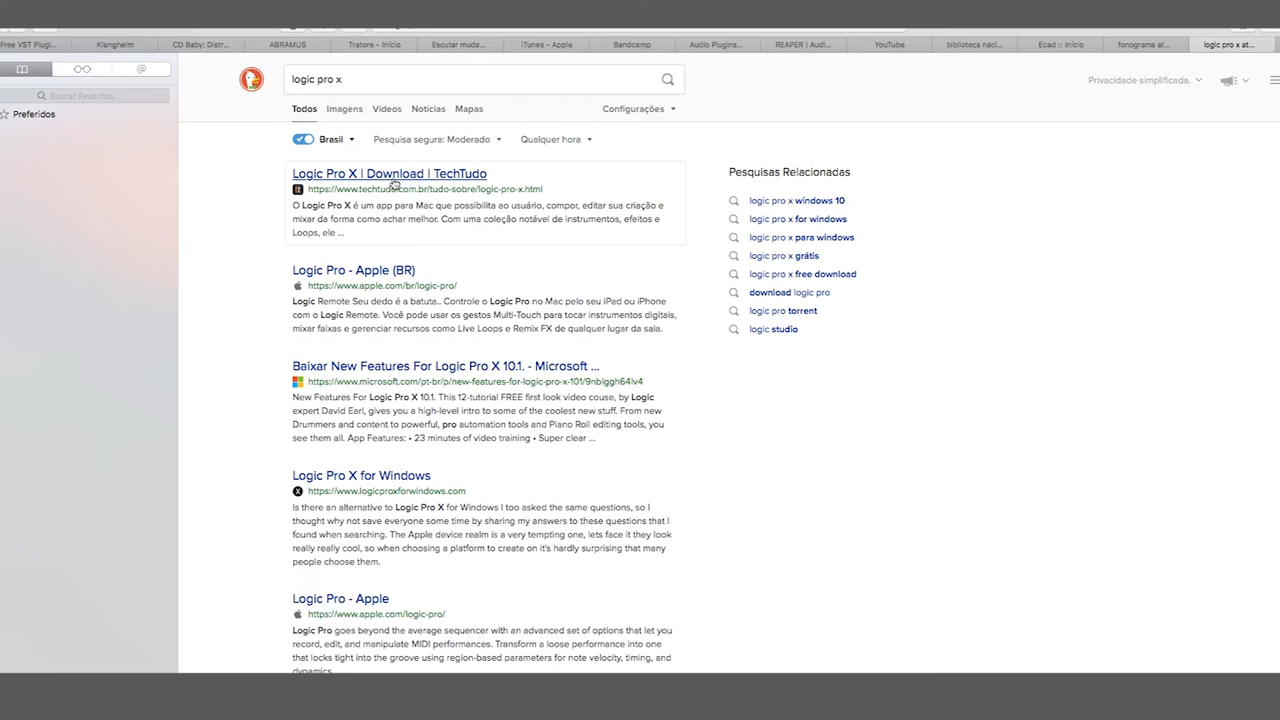 Free VST Plugi...
Klanghelm
CD Baby: Distr...
ABRAMUS
Tratore - Início
Escutar muda...
iTunes - Apple
Bandcamp
Audio Plugins...
REAPER | Audi...
YouTube
biblioteca naci...
Ecad :: Início
fonograma at...
logic pro x at...
@
Buscar Favoritos
Preferidos
logic pro x
Privacidade simplificada.
Todos
Imagens
Vídeos
Notícias
Mapas
Configurações
Brasil
Pesquisa segura: Moderado
Qualquer hora
Logic Pro X | Download | TechTudo
https://www.techtudo.com.br/tudo-sobre/logic-pro-x.html
O Logic Pro X é um app para Mac que possibilita ao usuário, compor, editar sua criação e
mixar da forma como achar melhor. Com uma coleção notável de instrumentos, efeitos e
Loops, ele ...
Logic Pro - Apple (BR)
https://www.apple.com/br/logic-pro/
Logic Remote Seu dedo é a batuta.. Controle o Logic Pro no Mac pelo seu iPad ou iPhone
com o Logic Remote. Você pode usar os gestos Multi-Touch para tocar instrumentos digitais,
mixar faixas e gerenciar recursos como Live Loops e Remix FX de qualquer lugar da sala.
Baixar New Features For Logic Pro X 10.1. - Microsoft ...
https://www.microsoft.com/pt-br/p/new-features-for-logic-pro-x-101/9nblggh64lv4
New Features For Logic Pro X 10.1. This 12-tutorial FREE first look video couse, by Logic
expert David Earl, gives you a high-level intro to some of the coolest new stuff. From new
Drummers and content to powerful, pro automation tools and Piano Roll editing tools, you
see them all. App Features: • 23 minutes of video training • Super clear ...
Logic Pro X for Windows
https://www.logicproxforwindows.com
Is there an alternative to Logic Pro X for Windows I too asked the same questions, so I
thought why not save everyone some time by sharing my answers to these questions that I
found when searching. The Apple device realm is a very tempting one, lets face it they look
really really cool, so when choosing a platform to create on it's hardly surprising that many
people choose them.
Logic Pro - Apple
https://www.apple.com/logic-pro/
Logic Pro goes beyond the average sequencer with an advanced set of options that let you
record, edit, and manipulate MIDI performances. Transform a loose performance into one
that locks tight into the groove using region-based parameters for note velocity, timing, and
dynamics.
Pesquisas Relacionadas
logic pro x windows 10
logic pro x for windows
logic pro x para windows
logic pro x grátis
logic pro x free download
download logic pro
logic pro torrent
logic studio